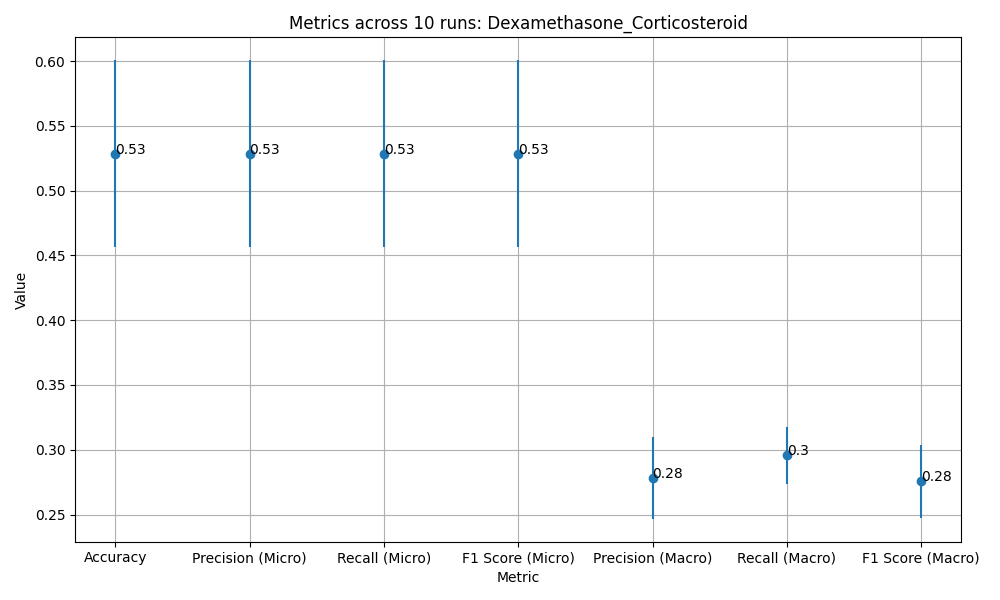 Metrics across 10 runs: Dexamethasone_Corticosteroid
0.60
0.55
0.50
0.45
0.40
0.35
0.30
0.25
Value
0.53
0.53
0.53
0.53
0.28
0.3
0.28
Accuracy
Precision (Micro)
Recall (Micro)
F1 Score (Micro)
Precision (Macro)
Recall (Macro)
F1 Score (Macro)
Metric